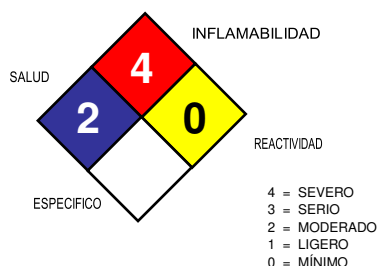 INFLAMABILIDAD
4
SALUD
2
0
REACTIVIDAD
ESPECIFICO
4 = SEVERO
3 = SERIO
2 = MODERADO
1 = LIGERO
0 = MÍNIMO